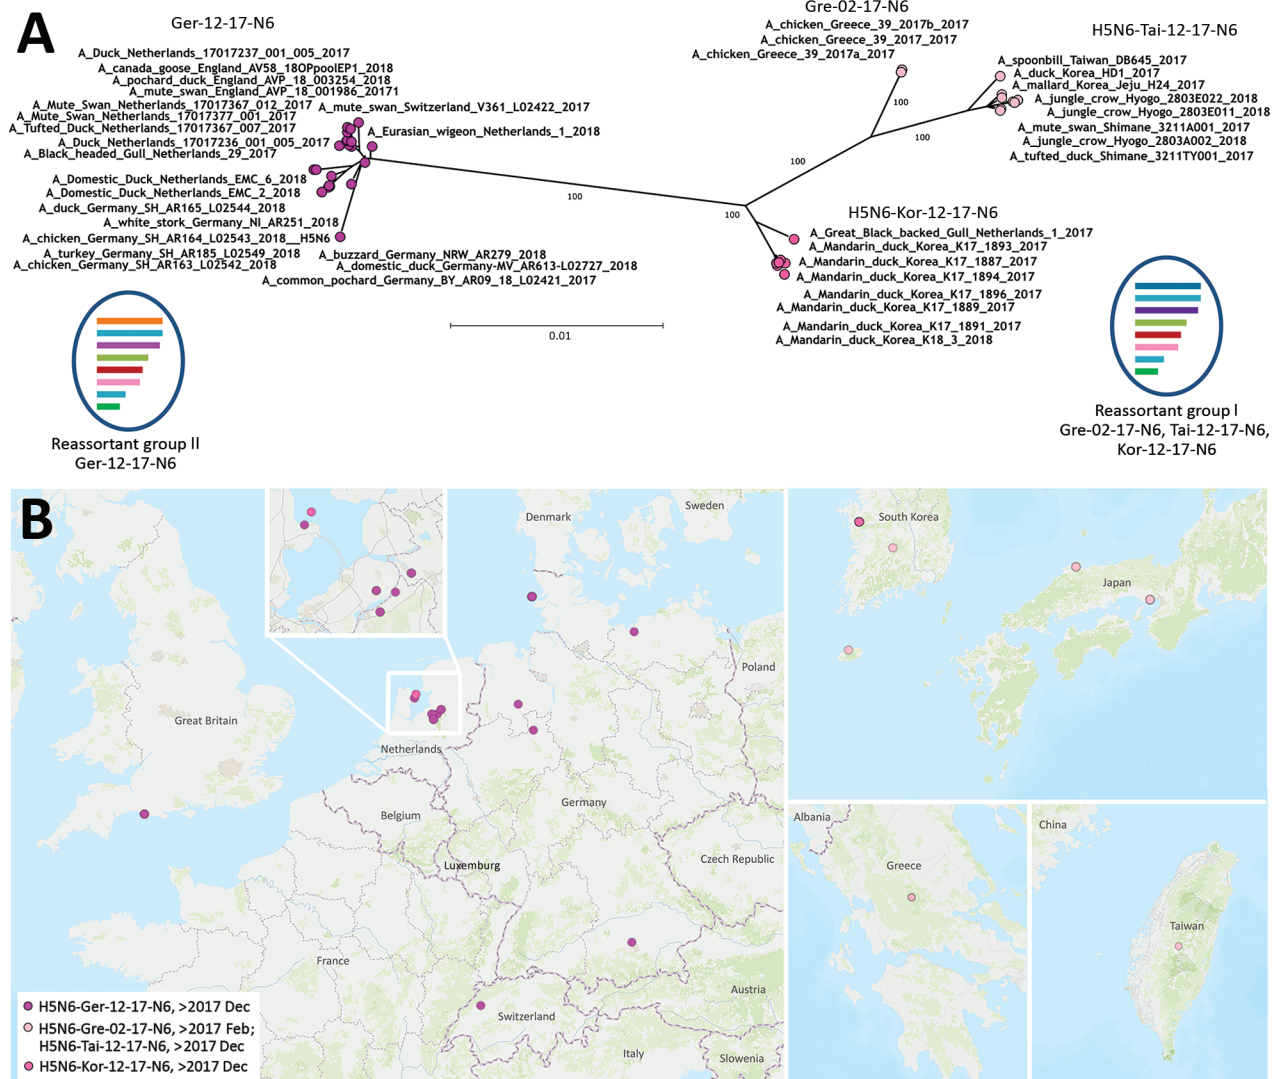 A
Ger-12-17-N6
A_Duck_Netherlands_17017237_001_005_2017
A_canada_goose_England_AV58_18OPpoolEP1_2018
A_pochard_duck_England_AVP_18_003254_2018
A_mute_swan_England_AVP_18_001986_20171
A_Mute_Swan_Netherlands_17017367_012_2017
A_Mute_Swan_Netherlands_17017377_001_2017
A_Tufted_Duck_Netherlands_17017367_007_2017
A_Duck_Netherlands_17017236_001_005_2017
A_Black_headed_Gull_Netherlands_29_2017
A_mute_swan_Switzerland_V361_L02422_2017
A_Eurasian_wigeon_Netherlands_1_2018
A_Domestic_Duck_Netherlands_EMC_6_2018
A_Domestic_Duck_Netherlands_EMC_2_2018
A_duck_Germany_SH_AR165_L02544_2018
A_white_stork_Germany_NI_AR251_2018
A_chicken_Germany_SH_AR164_L02543_2018__H5N6
A_turkey_Germany_SH_AR185_L02549_2018
A_chicken_Germany_SH_AR163_L02542_2018
A_buzzard_Germany_NRW_AR279_2018
A_domestic_duck_Germany-MV_AR613-L02727_2018
A_common_pochard_Germany_BY_AR09_18_L02421_2017
Gre-02-17-N6
A_chicken_Greece_39_2017b_2017
A_chicken_Greece_39_2017_2017
A_chicken_Greece_39_2017a_2017
H5N6-Tai-12-17-N6
A_spoonbill_Taiwan_DB645_2017
A_duck_Korea_HD1_2017
A_mallard_Korea_Jeju_H24_2017
A_jungle_crow_Hyogo_2803E022_2018
A_jungle_crow_Hyogo_2803E011_2018
A_mute_swan_Shimane_3211A001_2017
A_jungle_crow_Hyogo_2803A002_2018
A_tufted_duck_Shimane_3211TY001_2017
100
100
100
100
100
H5N6-Kor-12-17-N6
A_Great_Black_backed_Gull_Netherlands_1_2017
A_Mandarin_duck_Korea_K17_1893_2017
A_Mandarin_duck_Korea_K17_1887_2017
A_Mandarin_duck_Korea_K17_1894_2017
A_Mandarin_duck_Korea_K17_1896_2017
A_Mandarin_duck_Korea_K17_1889_2017
A_Mandarin_duck_Korea_K17_1891_2017
A_Mandarin_duck_Korea_K18_3_2018
0.01
Reassortant group II
Ger-12-17-N6
Reassortant group I
Gre-02-17-N6, Tai-12-17-N6,
Kor-12-17-N6
B
Denmark
Sweden
Poland
Great Britain
Netherlands
Belgium
Germany
Luxemburg
Czech Republic
France
Austria
Switzerland
Italy
Slowenia
South Korea
Japan
Albania
Greece
China
Taiwan
H5N6-Ger-12-17-N6, >2017 Dec
H5N6-Gre-02-17-N6, >2017 Feb;
H5N6-Tai-12-17-N6, >2017 Dec
H5N6-Kor-12-17-N6, >2017 Dec